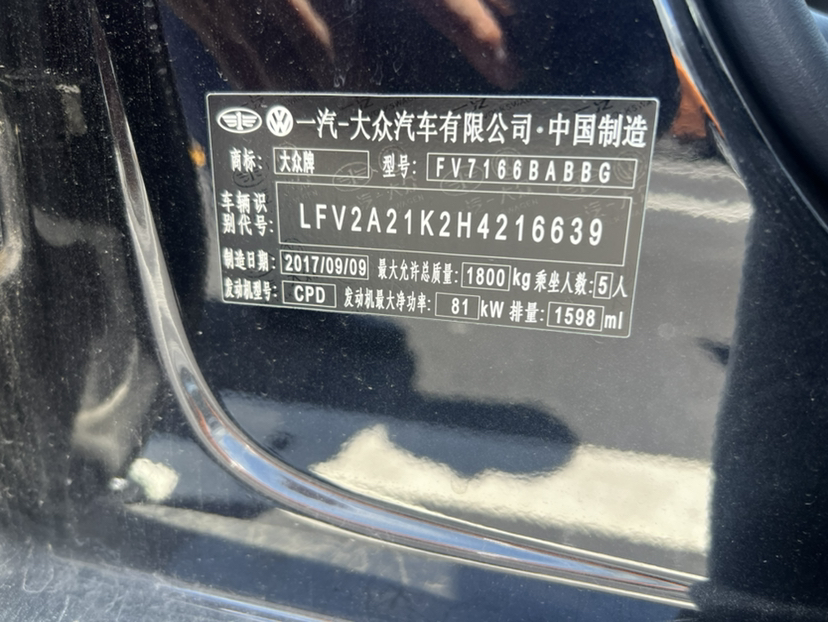 一汽-大众汽车有限公司·中国制造
商标: 大众牌 型号: FV7166BABBG
车辆识别代号: LFV2A21K2H4216639
制造日期: 2017/09/09 最大允许总质量: 1800 kg 乘坐人数: 5 人
发动机型号: CPD 发动机最大净功率: 81 kW 排量: 1598 ml